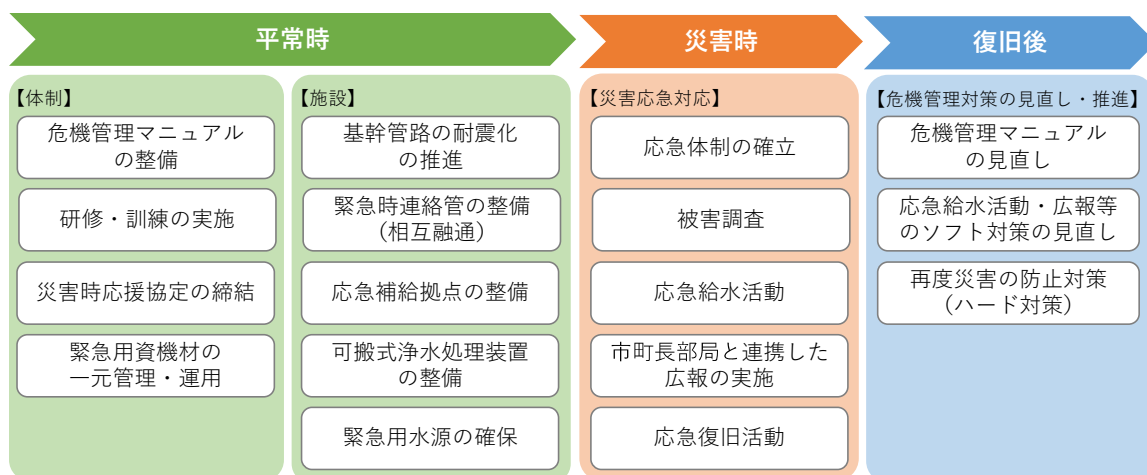 平常時
災害時
復旧後
【体制】
危機管理マニュアル
の整備
研修・訓練の実施
災害時応援協定の締結
緊急用資機材の
一元管理・運用
【施設】
基幹管路の耐震化
の推進
緊急時連絡管の整備
(相互融通)
応急補給拠点の整備
可搬式浄水処理装置
の整備
緊急用水源の確保
【災害応急対応】
応急体制の確立
被害調査
応急給水活動
市町長部局と連携した
広報の実施
応急復旧活動
【危機管理対策の見直し・推進】
危機管理マニュアル
の見直し
応急給水活動・広報等
のソフト対策の見直し
再度災害の防止対策
(ハード対策)